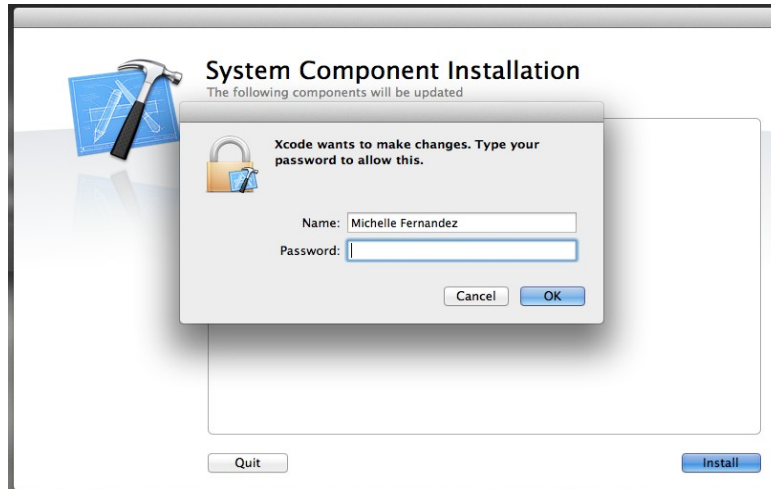 System Component Installation
The following components will be updated
Xcode wants to make changes. Type your
password to allow this.
Name: Michelle Fernandez
Password:
Cancel OK
Quit Install